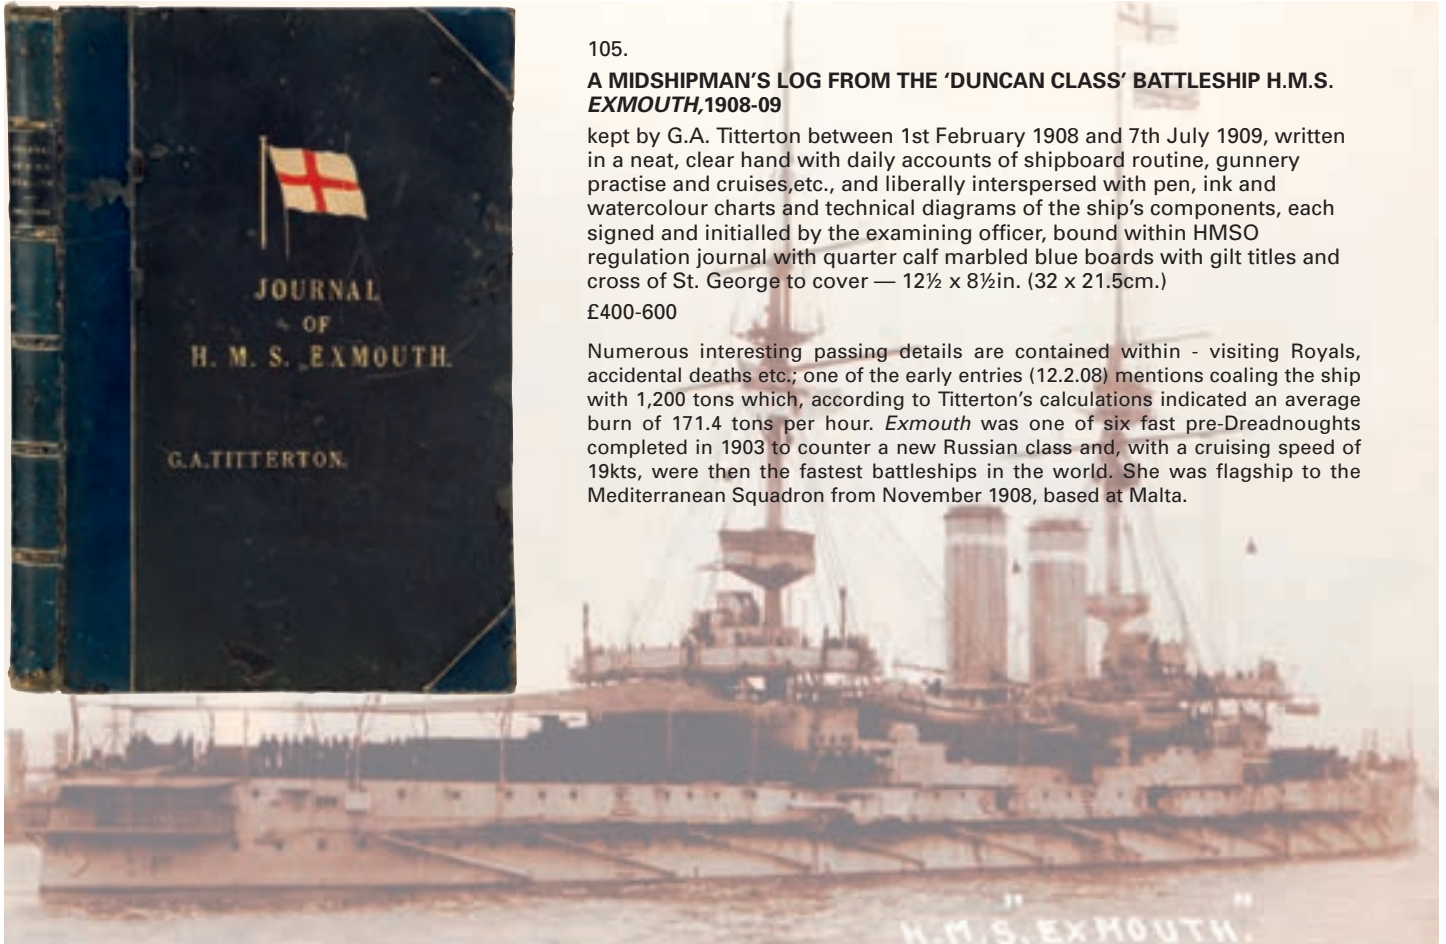 JOURNAL
OF
H. M. S. EXMOUTH.
G.A.TITTERTON.
105.
A MIDSHIPMAN’S LOG FROM THE ‘DUNCAN CLASS’ BATTLESHIP H.M.S.
EXMOUTH,1908-09
kept by G.A. Titterton between 1st February 1908 and 7th July 1909, written
in a neat, clear hand with daily accounts of shipboard routine, gunnery
practise and cruises,etc., and liberally interspersed with pen, ink and
watercolour charts and technical diagrams of the ship’s components, each
signed and initialled by the examining officer, bound within HMSO
regulation journal with quarter calf marbled blue boards with gilt titles and
cross of St. George to cover — 12½ x 8½in. (32 x 21.5cm.)
£400-600
Numerous interesting passing details are contained within - visiting Royals,
accidental deaths etc.; one of the early entries (12.2.08) mentions coaling the ship
with 1,200 tons which, according to Titterton’s calculations indicated an average
burn of 171.4 tons per hour. Exmouth was one of six fast pre-Dreadnoughts
completed in 1903 to counter a new Russian class and, with a cruising speed of
19kts, were then the fastest battleships in the world. She was flagship to the
Mediterranean Squadron from November 1908, based at Malta.
H.M.S. "EXMOUTH."